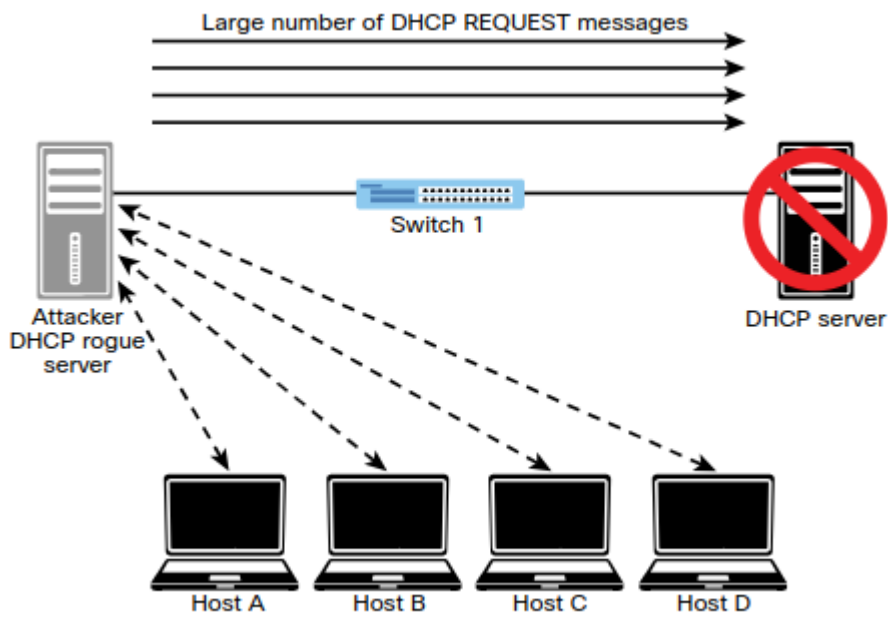 Large number of DHCP REQUEST messages
Switch 1
Attacker
DHCP rogue
server
DHCP server
Host A
Host B
Host C
Host D